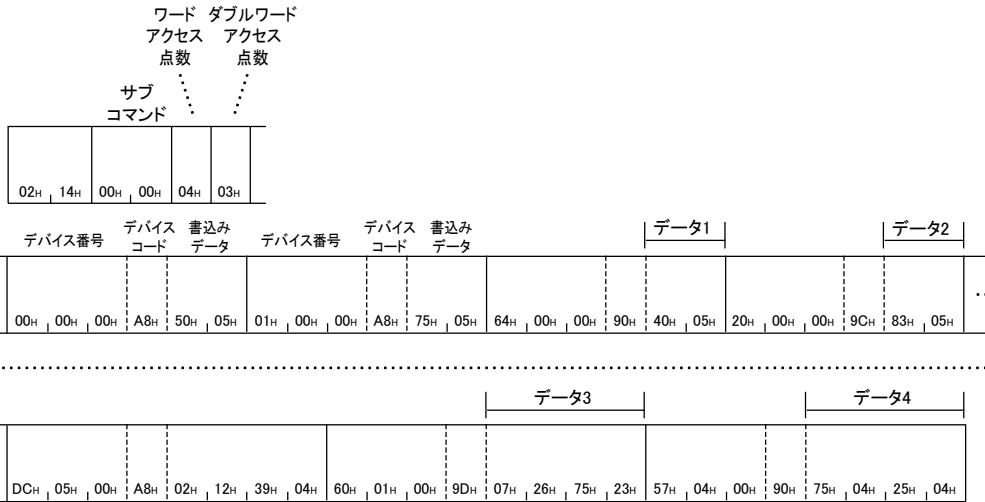 ワード ダブルワード
アクセス アクセス
点数 点数
サブ
コマンド
02H 14H 00H 00H 04H 03H
デバイス番号 デバイスコード 書込みデータ デバイス番号 デバイスコード 書込みデータ データ1 データ2
00H 00H 00H A8H 50H 05H 01H 00H 00H A8H 75H 05H 64H 00H 00H 90H 40H 05H 20H 00H 00H 9CH 83H 05H
データ3 データ4
DCH 05H 00H A8H 02H 12H 39H 04H 60H 01H 00H 9DH 07H 26H 75H 23H 57H 04H 00H 90H 75H 04H 25H 04H